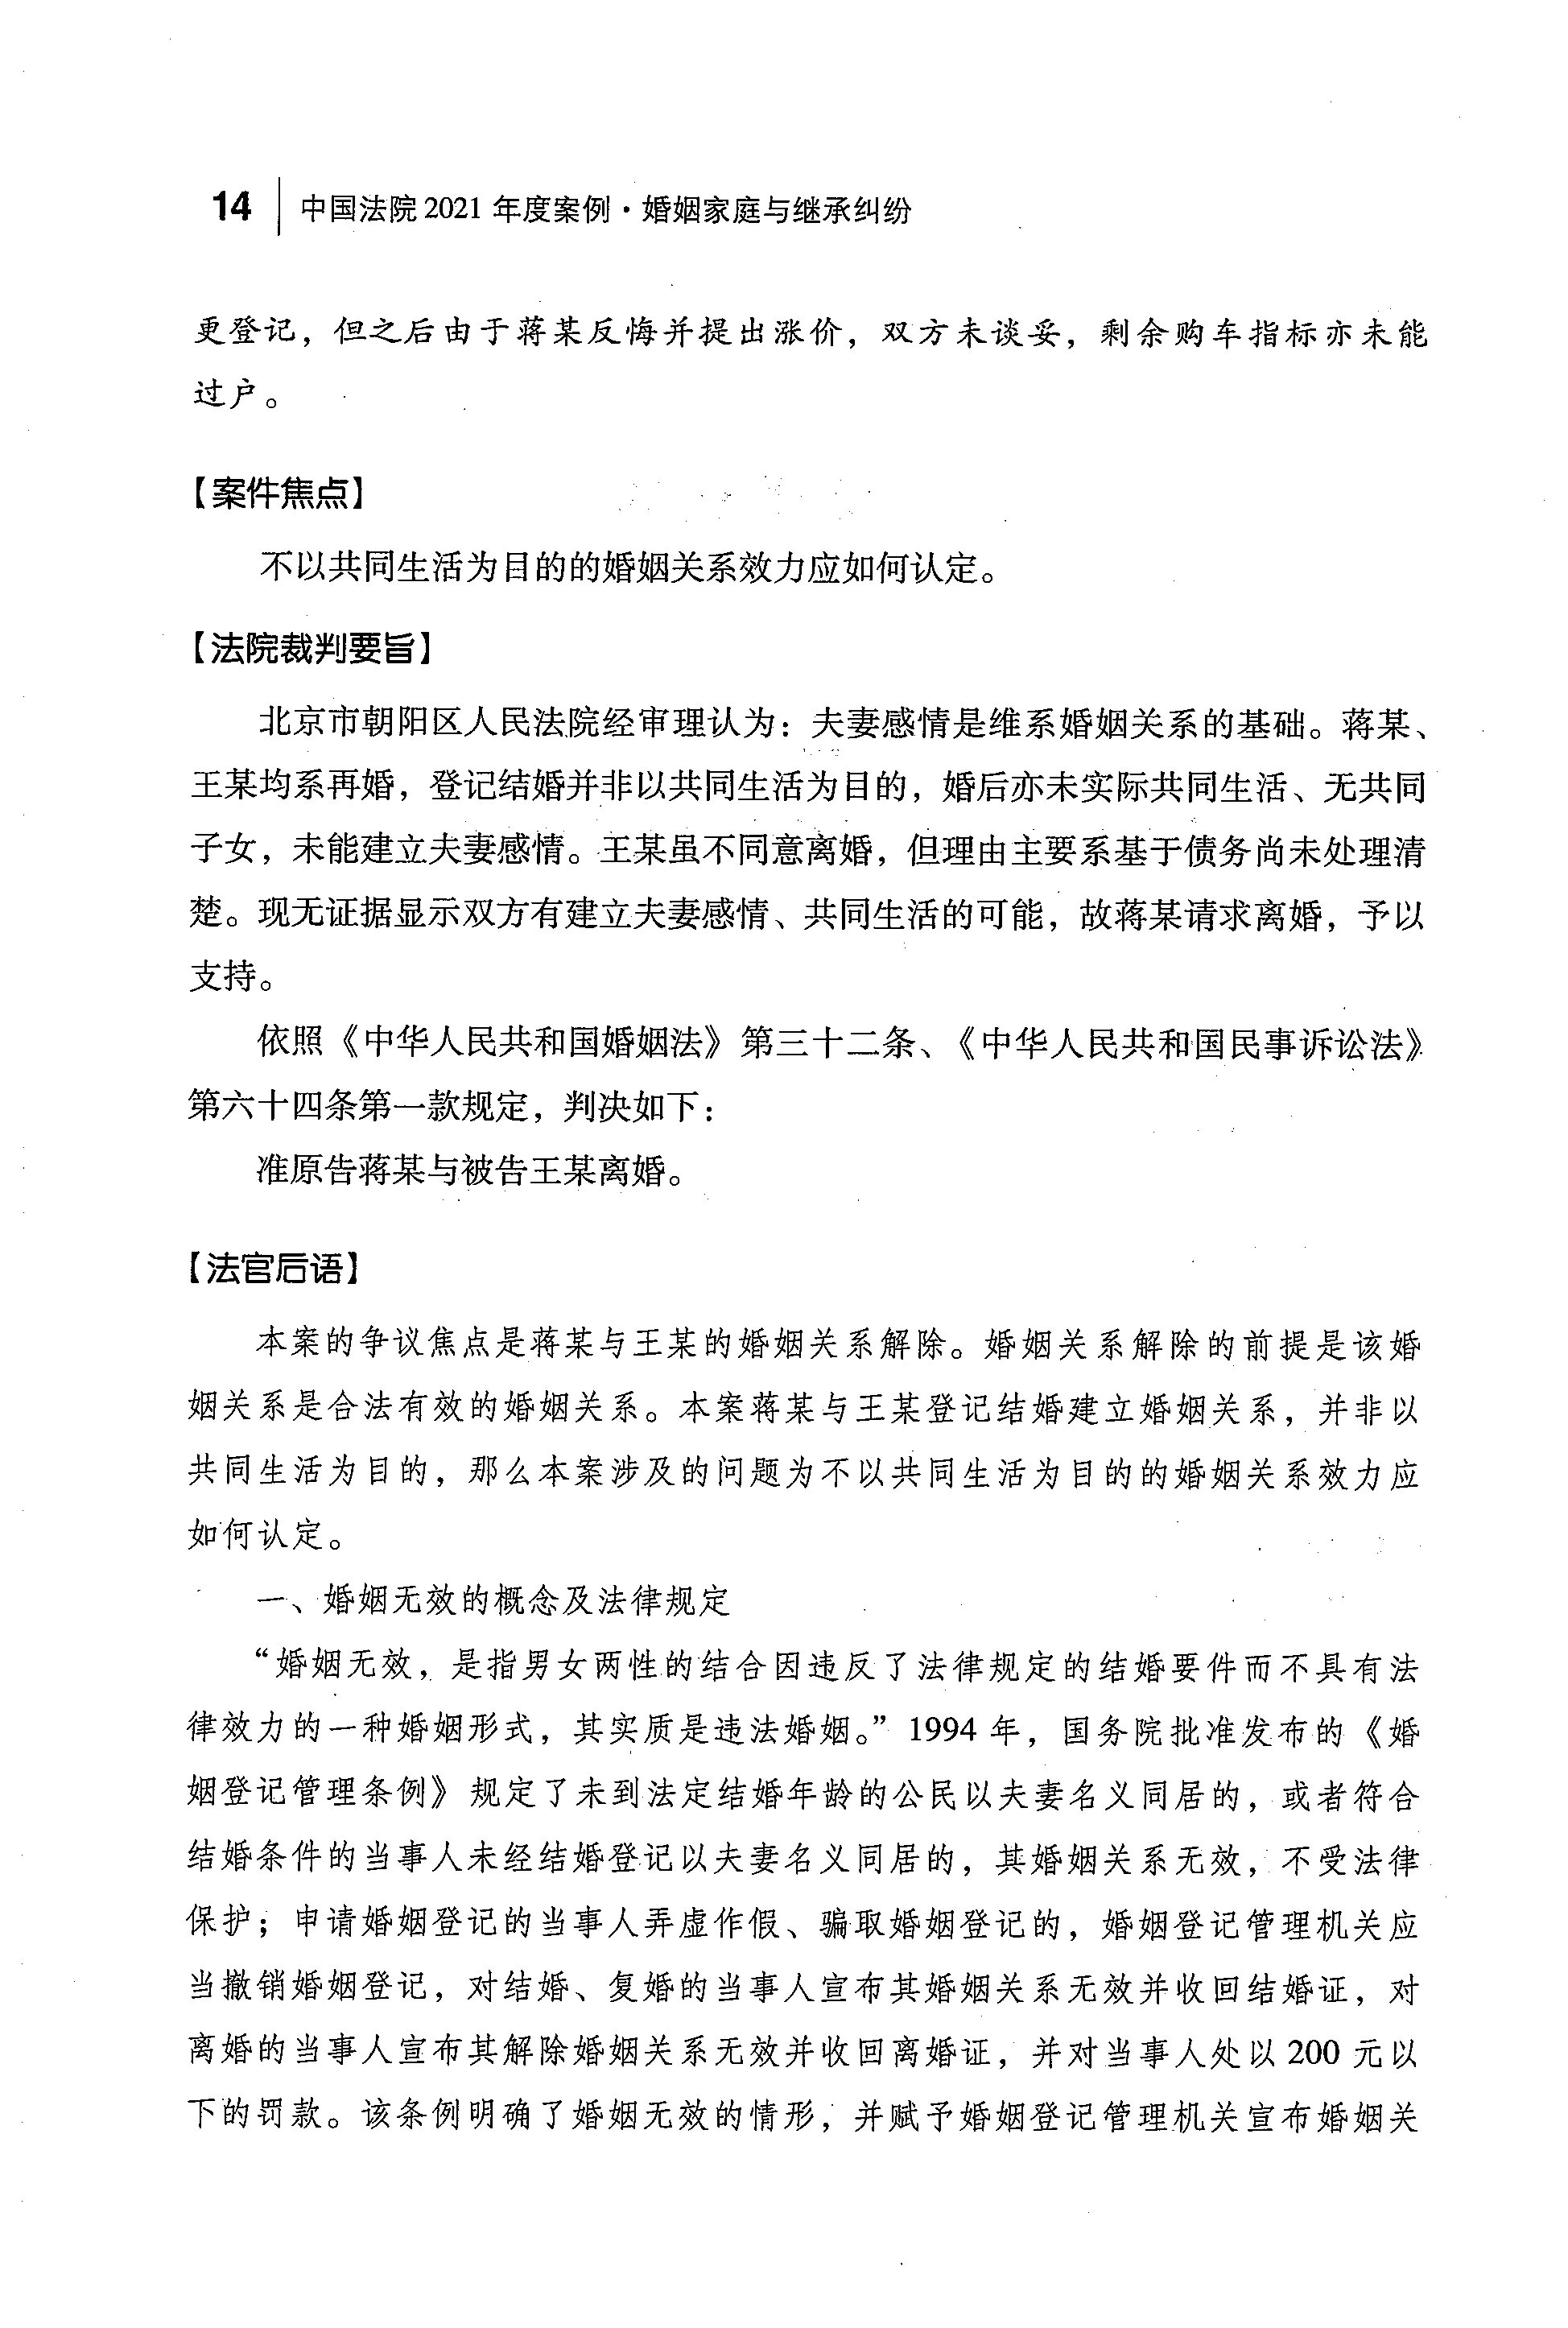 14 中国法院2021年度案例·婚姻家庭与继承纠纷
更登记，但之后由于蒋某反悔并提出涨价，双方未谈妥，剩余购车指标亦未能
过户。
【案件焦点】
不以共同生活为目的的婚姻关系效力应如何认定。
【法院裁判要旨】
北京市朝阳区人民法院经审理认为：夫妻感情是维系婚姻关系的基础。蒋某、
王某均系再婚，登记结婚并非以共同生活为目的，婚后亦未实际共同生活、无共同
子女，未能建立夫妻感情。王某虽不同意离婚，但理由主要系基于债务尚未处理清
楚。现无证据显示双方有建立夫妻感情、共同生活的可能，故蒋某请求离婚，予以
支持。
依照《中华人民共和国婚姻法》第三十二条、《中华人民共和国民事诉讼法》
第六十四条第一款规定，判决如下：
准原告蒋某与被告王某离婚。
【法官后语】
本案的争议焦点是蒋某与王某的婚姻关系解除。婚姻关系解除的前提是该婚
姻关系是合法有效的婚姻关系。本案蒋某与王某登记结婚建立婚姻关系，并非以
共同生活为目的，那么本案涉及的问题为不以共同生活为目的的婚姻关系效力应
如何认定。
一、婚姻无效的概念及法律规定
“婚姻无效，是指男女两性的结合因违反了法律规定的结婚要件而不具有法
律效力的一种婚姻形式，其实质是违法婚姻。”1994年，国务院批准发布的《婚
姻登记管理条例》规定了未到法定结婚年龄的公民以夫妻名义同居的，或者符合
结婚条件的当事人未经结婚登记以夫妻名义同居的，其婚姻关系无效，不受法律
保护；申请婚姻登记的当事人弄虚作假、骗取婚姻登记的，婚姻登记管理机关应
当撤销婚姻登记，对结婚、复婚的当事人宣布其婚姻关系无效并收回结婚证，对
离婚的当事人宣布其解除婚姻关系无效并收回离婚证，并对当事人处以200元以
下的罚款。该条例明确了婚姻无效的情形，并赋予婚姻登记管理机关宣布婚姻关